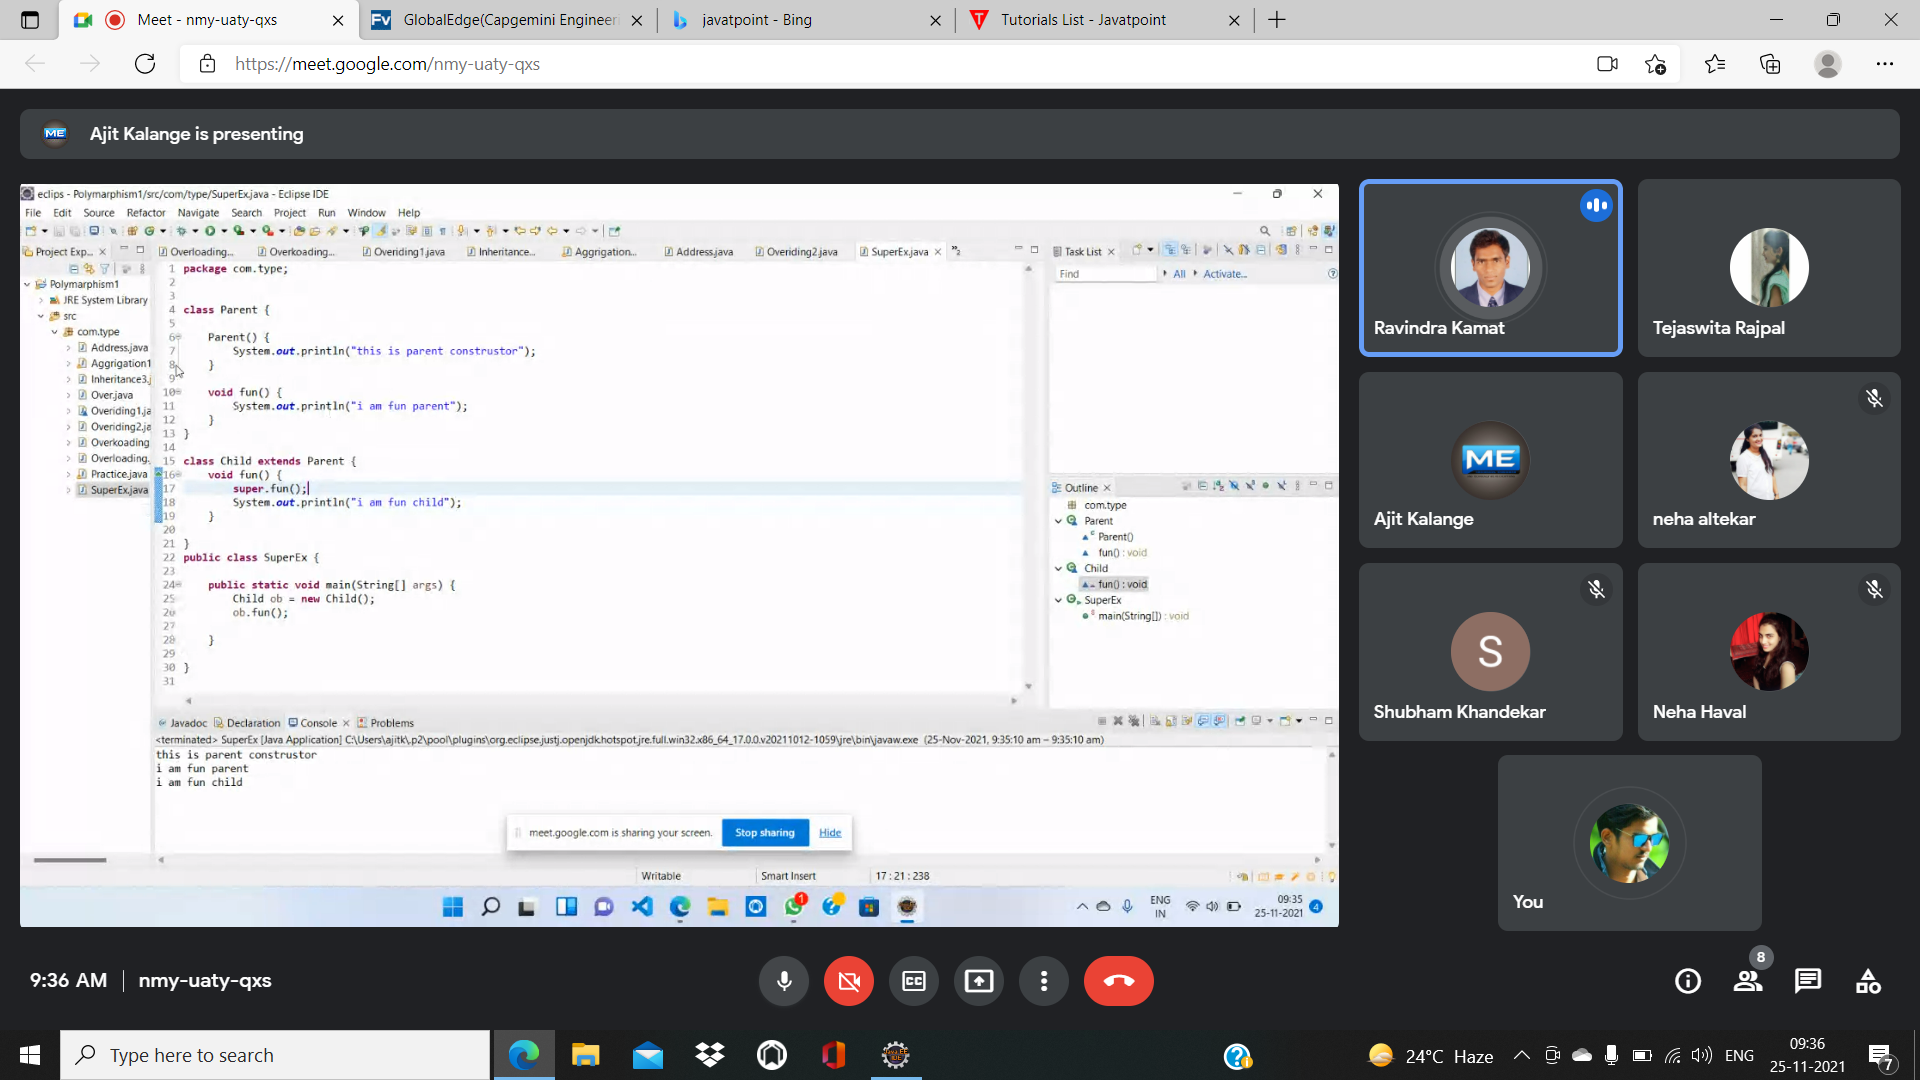 Meet - nmy-uaty-qxs
GlobalEdge(Capgemini Engineeri
javatpoint - Bing
Tutorials List - Javatpoint
https://meet.google.com/nmy-uaty-qxs
ME
Ajit Kalange is presenting
eclips - Polymarphism1/src/com/type/SuperEx.java - Eclipse IDE
File Edit Source Refactor Navigate Search Project Run Window Help
Project Exp...
Overloading...
Overkoading...
Overiding1.java
Inheritance...
Aggrigation...
Address.java
Overiding2.java
SuperEx.java
Task List
Find
All
Activate...
Polymarphism1
JRE System Library
src
com.type
Address.java
Aggrigation1
Inheritance3.j
Over.java
Overiding1.ja
Overiding2.ja
Overkoading
Overloading.
Practice.java
SuperEx.java
1 package com.type;
2
3
4 class Parent {
5
6 Parent() {
7 System.out.println("this is parent construstor");
8 }
9
10 void fun() {
11 System.out.println("i am fun parent");
12 }
13 }
14
15 class Child extends Parent {
16 void fun() {
17 super.fun();
18 System.out.println("i am fun child");
19 }
20
21 }
22 public class SuperEx {
23
24 public static void main(String[] args) {
25 Child ob = new Child();
26 ob.fun();
27
28 }
29
30 }
31
Outline
com.type
Parent
Parent()
fun() : void
Child
fun() : void
SuperEx
main(String[]) : void
Javadoc Declaration Console Problems
<terminated> SuperEx [Java Application] C:\Users\ajitk\.p2\pool\plugins\org.eclipse.justj.openjdk.hotspot.jre.full.win32.x86_64_17.0.0.v20211012-1059\jre\bin\javaw.exe (25-Nov-2021, 9:35:10 am – 9:35:10 am)
this is parent construstor
i am fun parent
i am fun child
meet.google.com is sharing your screen.
Stop sharing
Hide
Writable
Smart Insert
17 : 21 : 238
1
ENG
IN
09:35
25-11-2021
4
Ravindra Kamat
Tejaswita Rajpal
ME
Ajit Kalange
neha altekar
S
Shubham Khandekar
Neha Haval
You
9:36 AM
nmy-uaty-qxs
CC
8
Type here to search
24°C Haze
ENG
09:36
25-11-2021
7